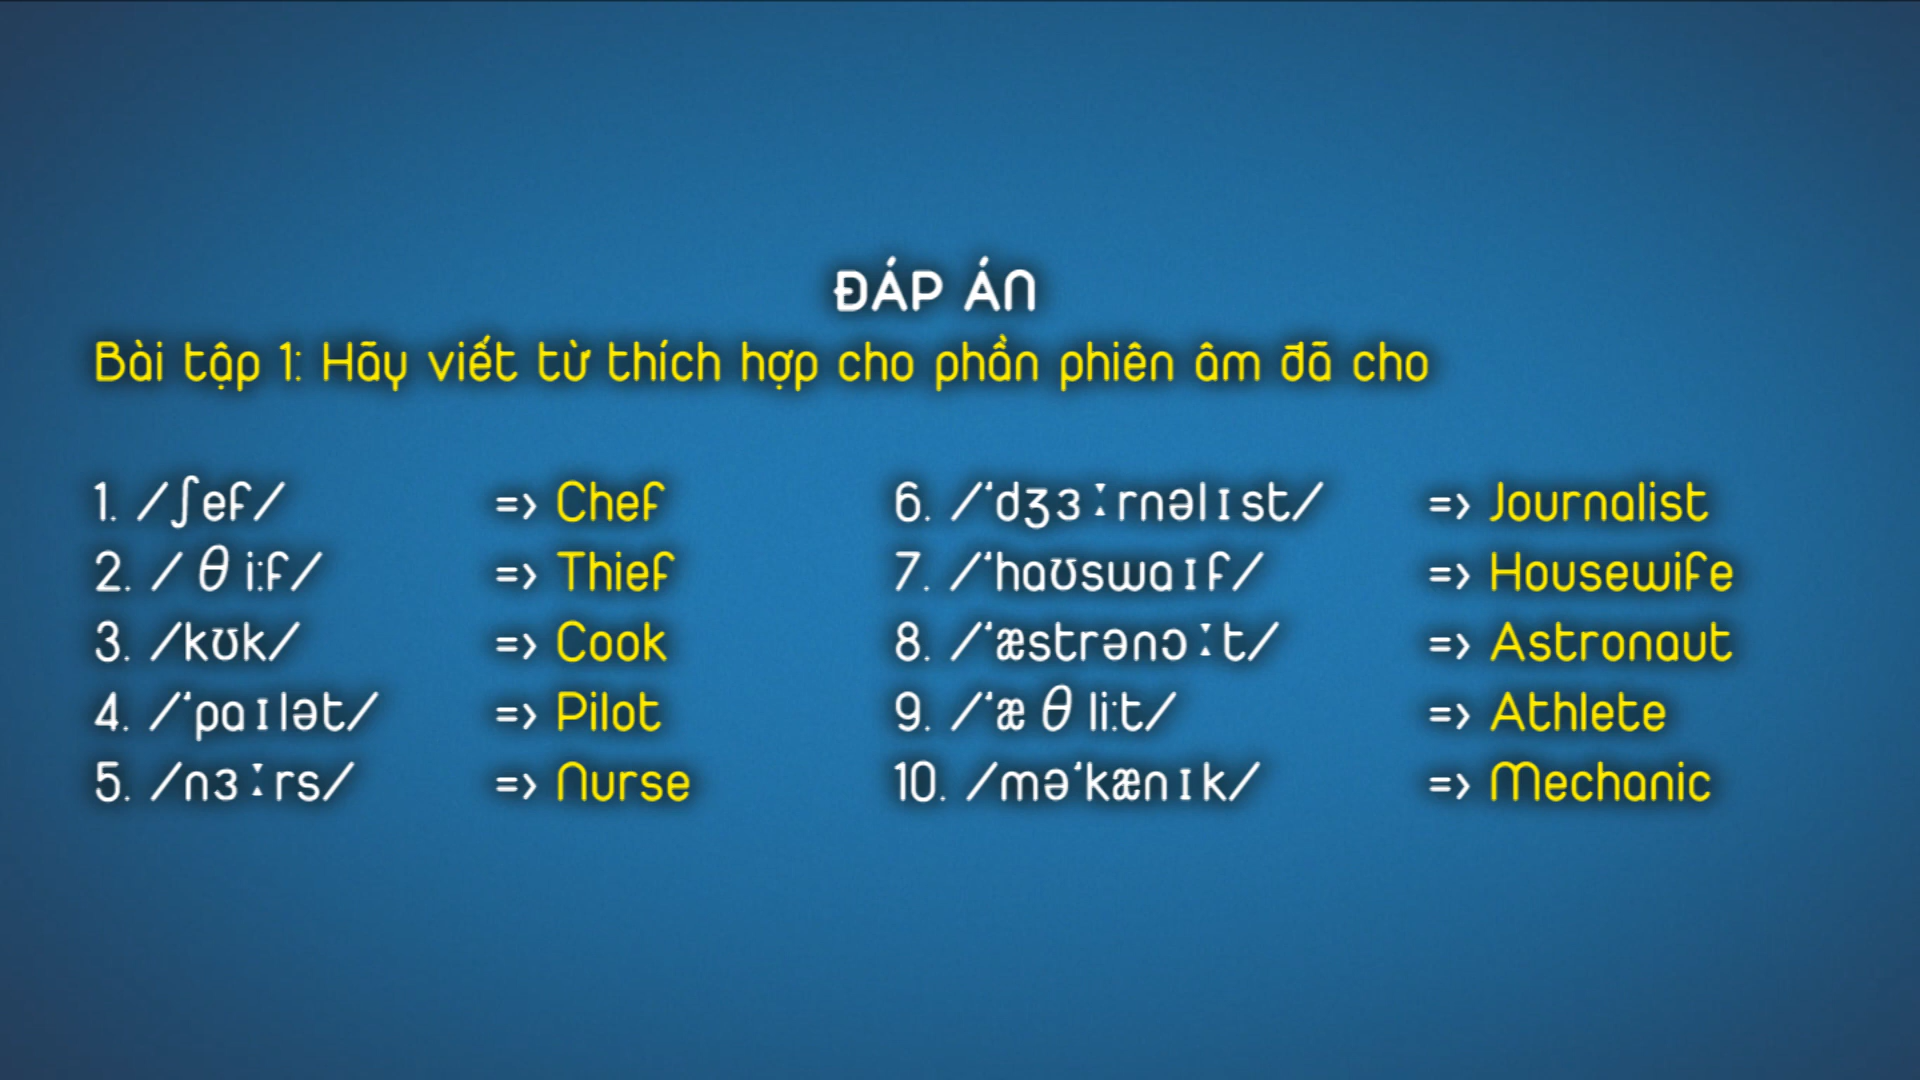 ĐÁP ÁN
Bài tập 1: Hãy viết từ thích hợp cho phần phiên âm đã cho
1. /ʃef/ => Chef
2. / θ i:f/ => Thief
3. /kʊk/ => Cook
4. /ˈpaɪlət/ => Pilot
5. /nɜːrs/ => Nurse
6. /ˈdʒɜːrnəlɪst/ => Journalist
7. /ˈhaʊswaɪf/ => Housewife
8. /ˈæstrənɔːt/ => Astronaut
9. /ˈæ θ li:t/ => Athlete
10. /məˈkænɪk/ => Mechanic